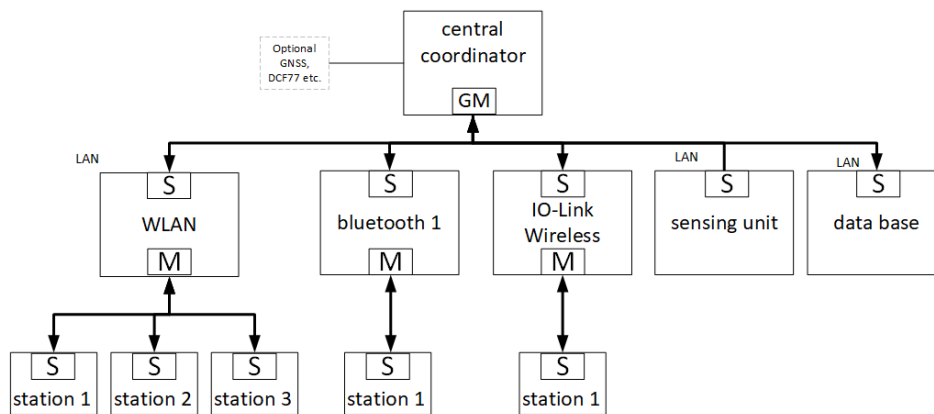 central
coordinator
Optional
GNSS,
DCF77 etc.
GM
LAN
LAN
LAN
S
S
S
S
S
WLAN
bluetooth 1
IO-Link
Wireless
sensing unit
data base
M
M
M
S
S
S
S
S
station 1
station 2
station 3
station 1
station 1